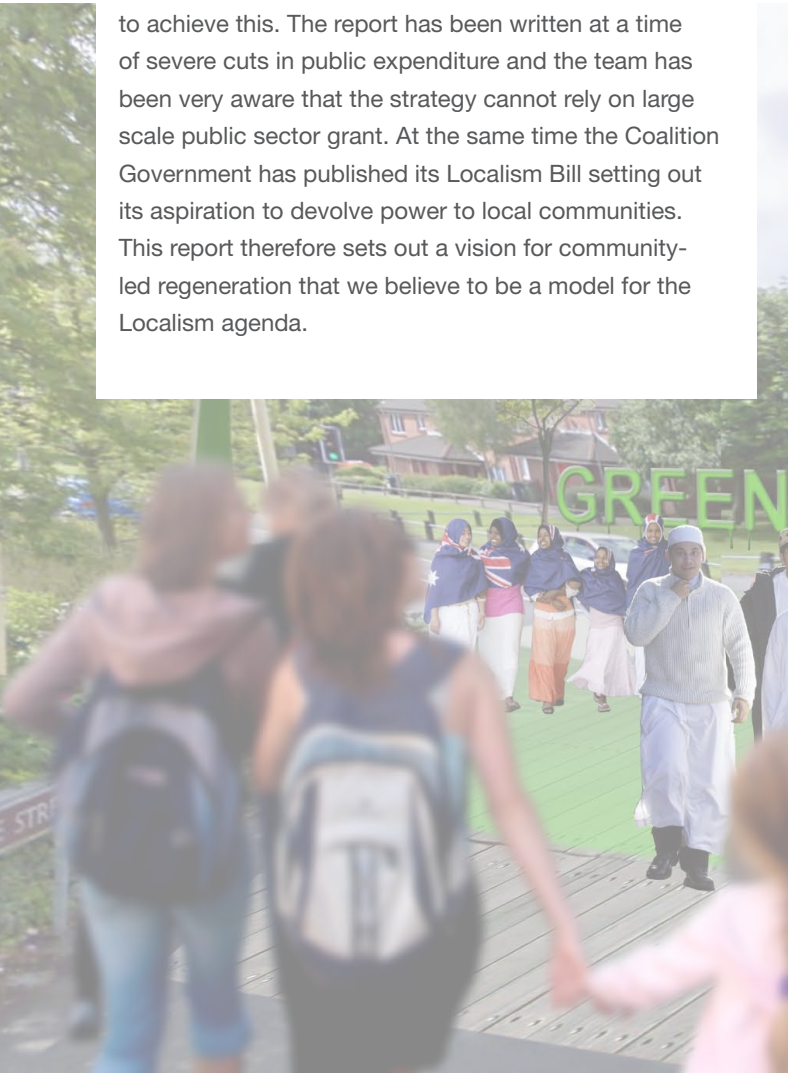 to achieve this. The report has been written at a time
of severe cuts in public expenditure and the team has
been very aware that the strategy cannot rely on large
scale public sector grant. At the same time the Coalition
Government has published its Localism Bill setting out
its aspiration to devolve power to local communities.
This report therefore sets out a vision for community-
led regeneration that we believe to be a model for the
Localism agenda.
GREEN
E STR